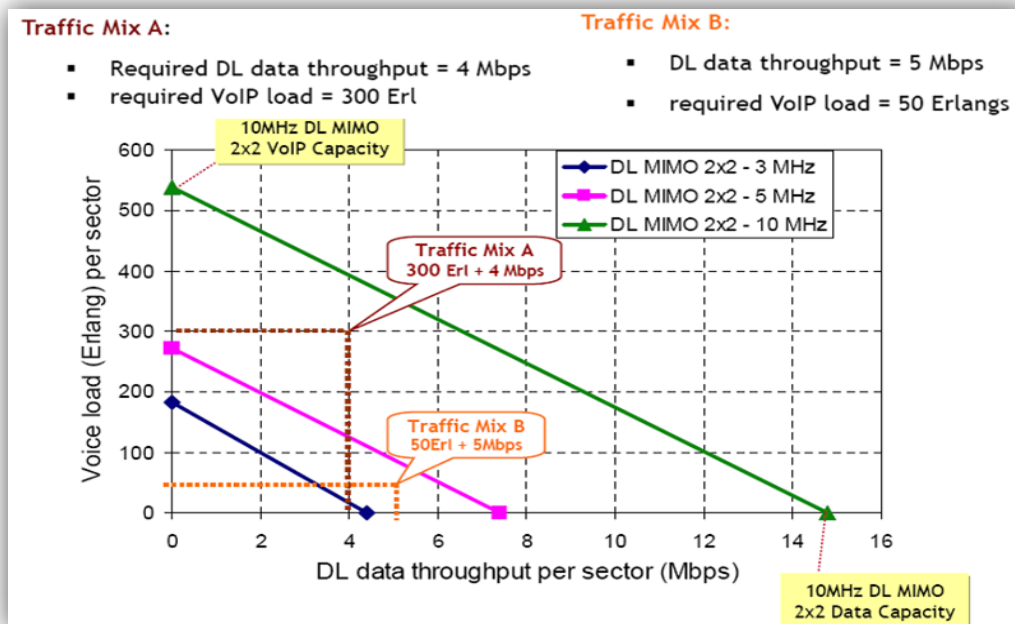 Traffic Mix A:
▪ Required DL data throughput = 4 Mbps
▪ required VoIP load = 300 Erl
Traffic Mix B:
▪ DL data throughput = 5 Mbps
▪ required VoIP load = 50 Erlangs
10MHz DL MIMO
2x2 VoIP Capacity
DL MIMO 2x2 - 3 MHz
DL MIMO 2x2 - 5 MHz
DL MIMO 2x2 - 10 MHz
Traffic Mix A
300 Erl + 4 Mbps
Traffic Mix B
50Erl + 5Mbps
Voice load (Erlang) per sector
600
500
400
300
200
100
0
0 2 4 6 8 10 12 14 16
DL data throughput per sector (Mbps)
10MHz DL MIMO
2x2 Data Capacity